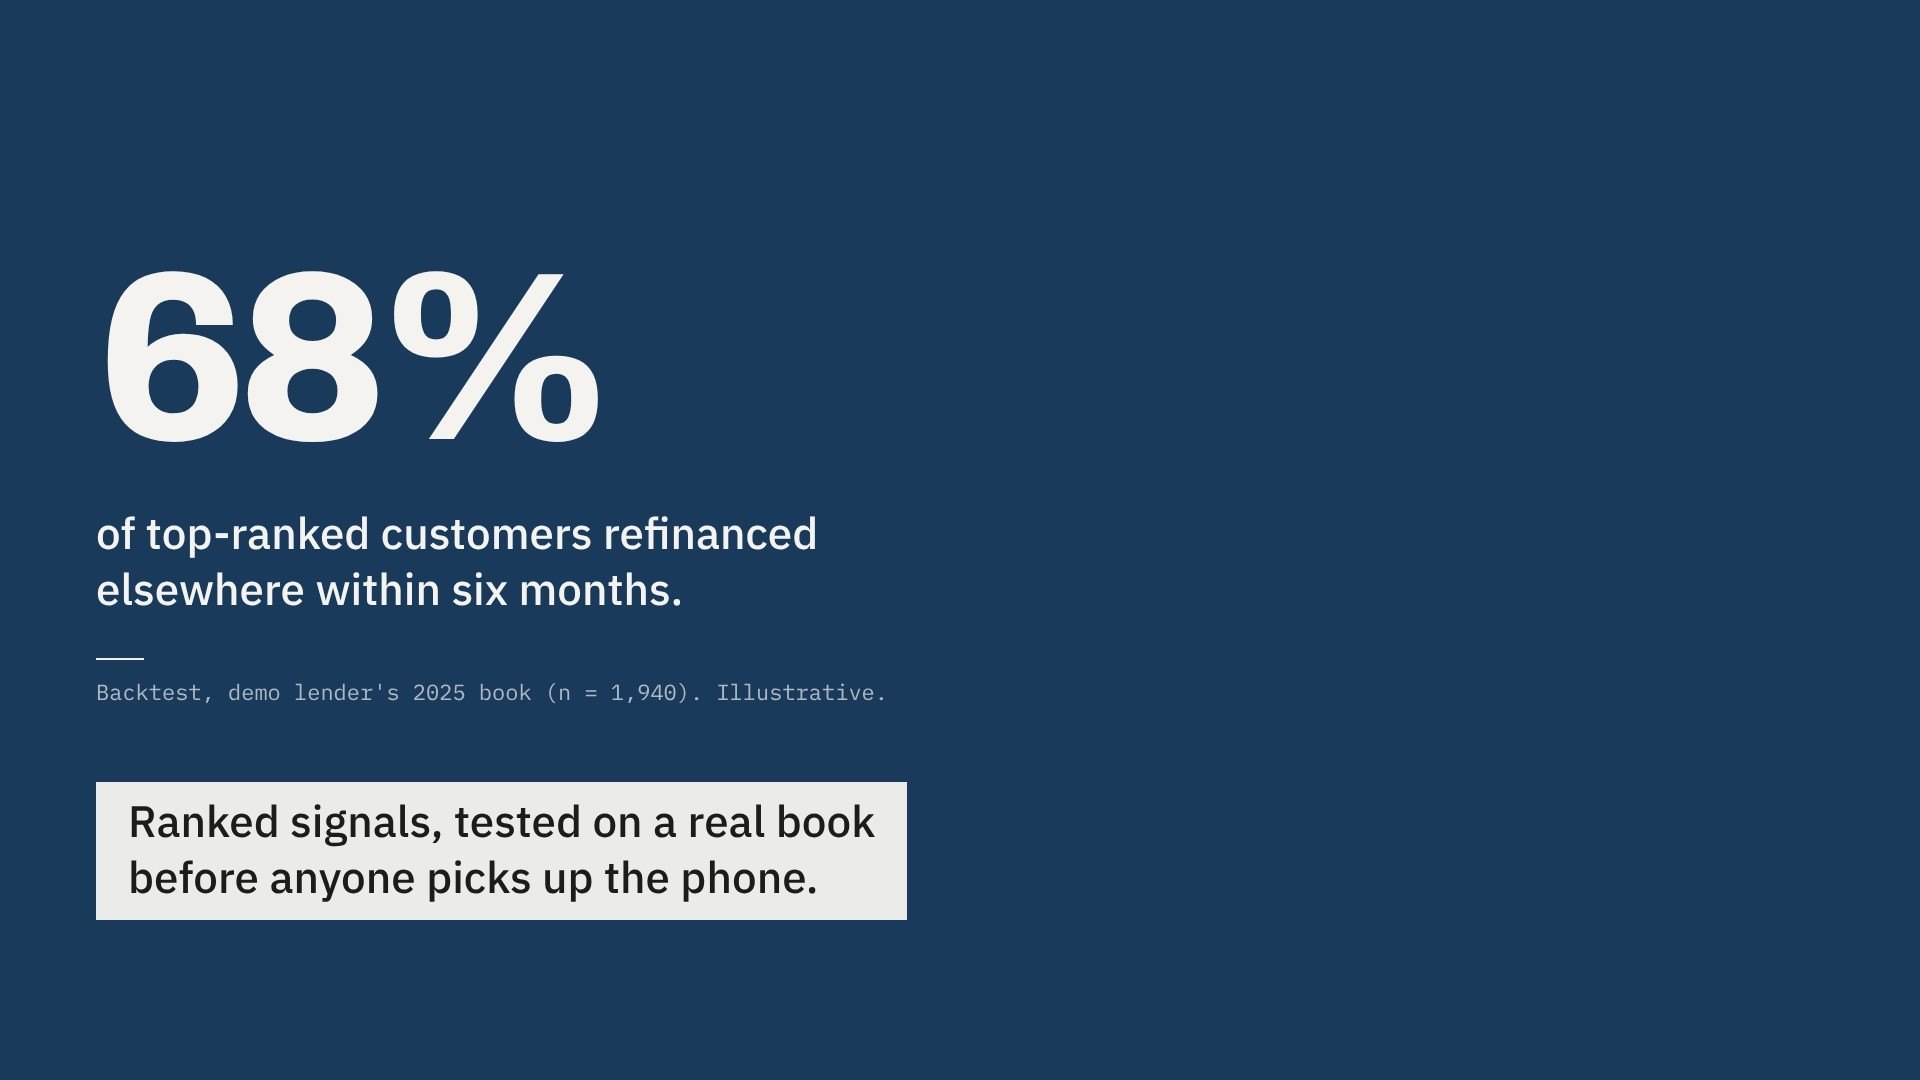 68%
of top-ranked customers refinanced
elsewhere within six months.
Backtest, demo lender's 2025 book (n = 1,940). Illustrative.
Ranked signals, tested on a real book
before anyone picks up the phone.